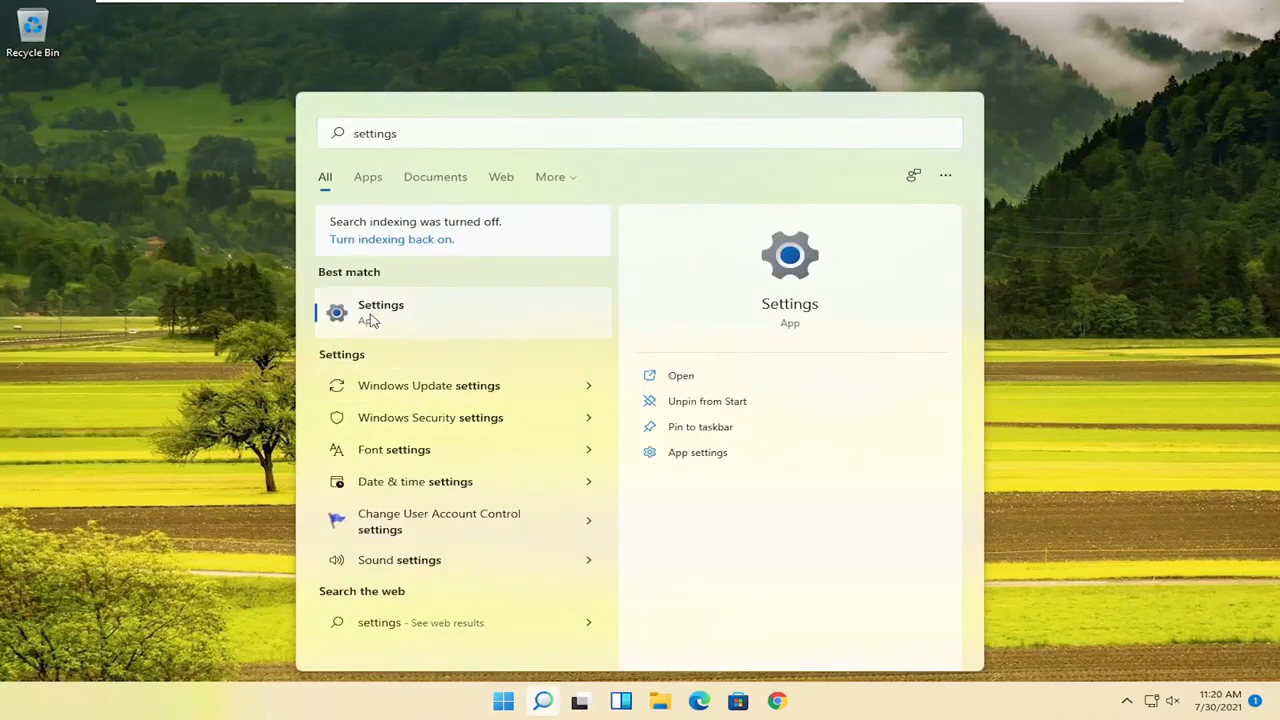 Recycle Bin
settings
All Apps Documents Web More
Search indexing was turned off.
Turn indexing back on.
Best match
Settings
App
Settings
Windows Update settings
Windows Security settings
Font settings
Date & time settings
Change User Account Control
settings
Sound settings
Search the web
settings - See web results
Settings
App
Open
Unpin from Start
Pin to taskbar
App settings
11:20 AM
7/30/2021
1